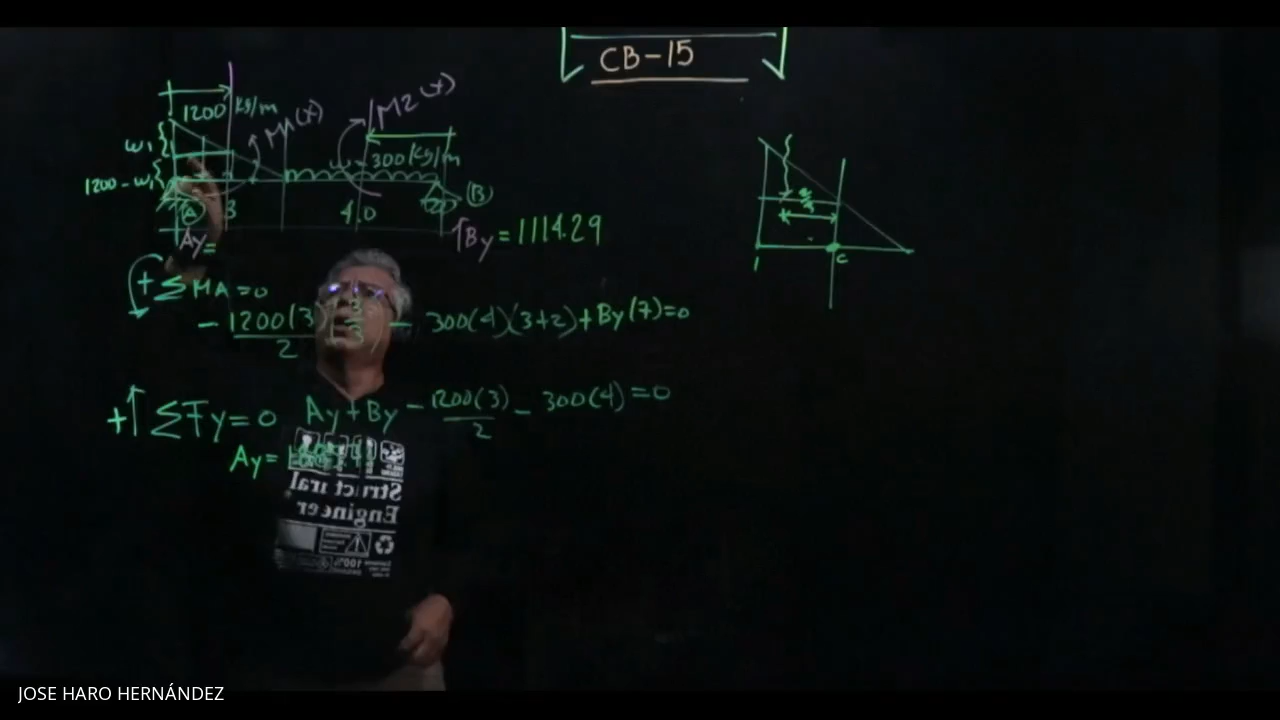 CB-15
1200 Kg/m
M1(x)
M2(x)
w1
300 Kg/m
1200-w1
A
3
4.0
B
Ay=
By=1114.29
+ ΣMA=0
- 1200(3)/2 - 300(4)(3+2)+By(7)=0
+↑ ΣFy=0 Ay+By - 1200(3)/2 - 300(4)=0
Ay=
Structural
Engineer
100%
1
c
JOSE HARO HERNÁNDEZ